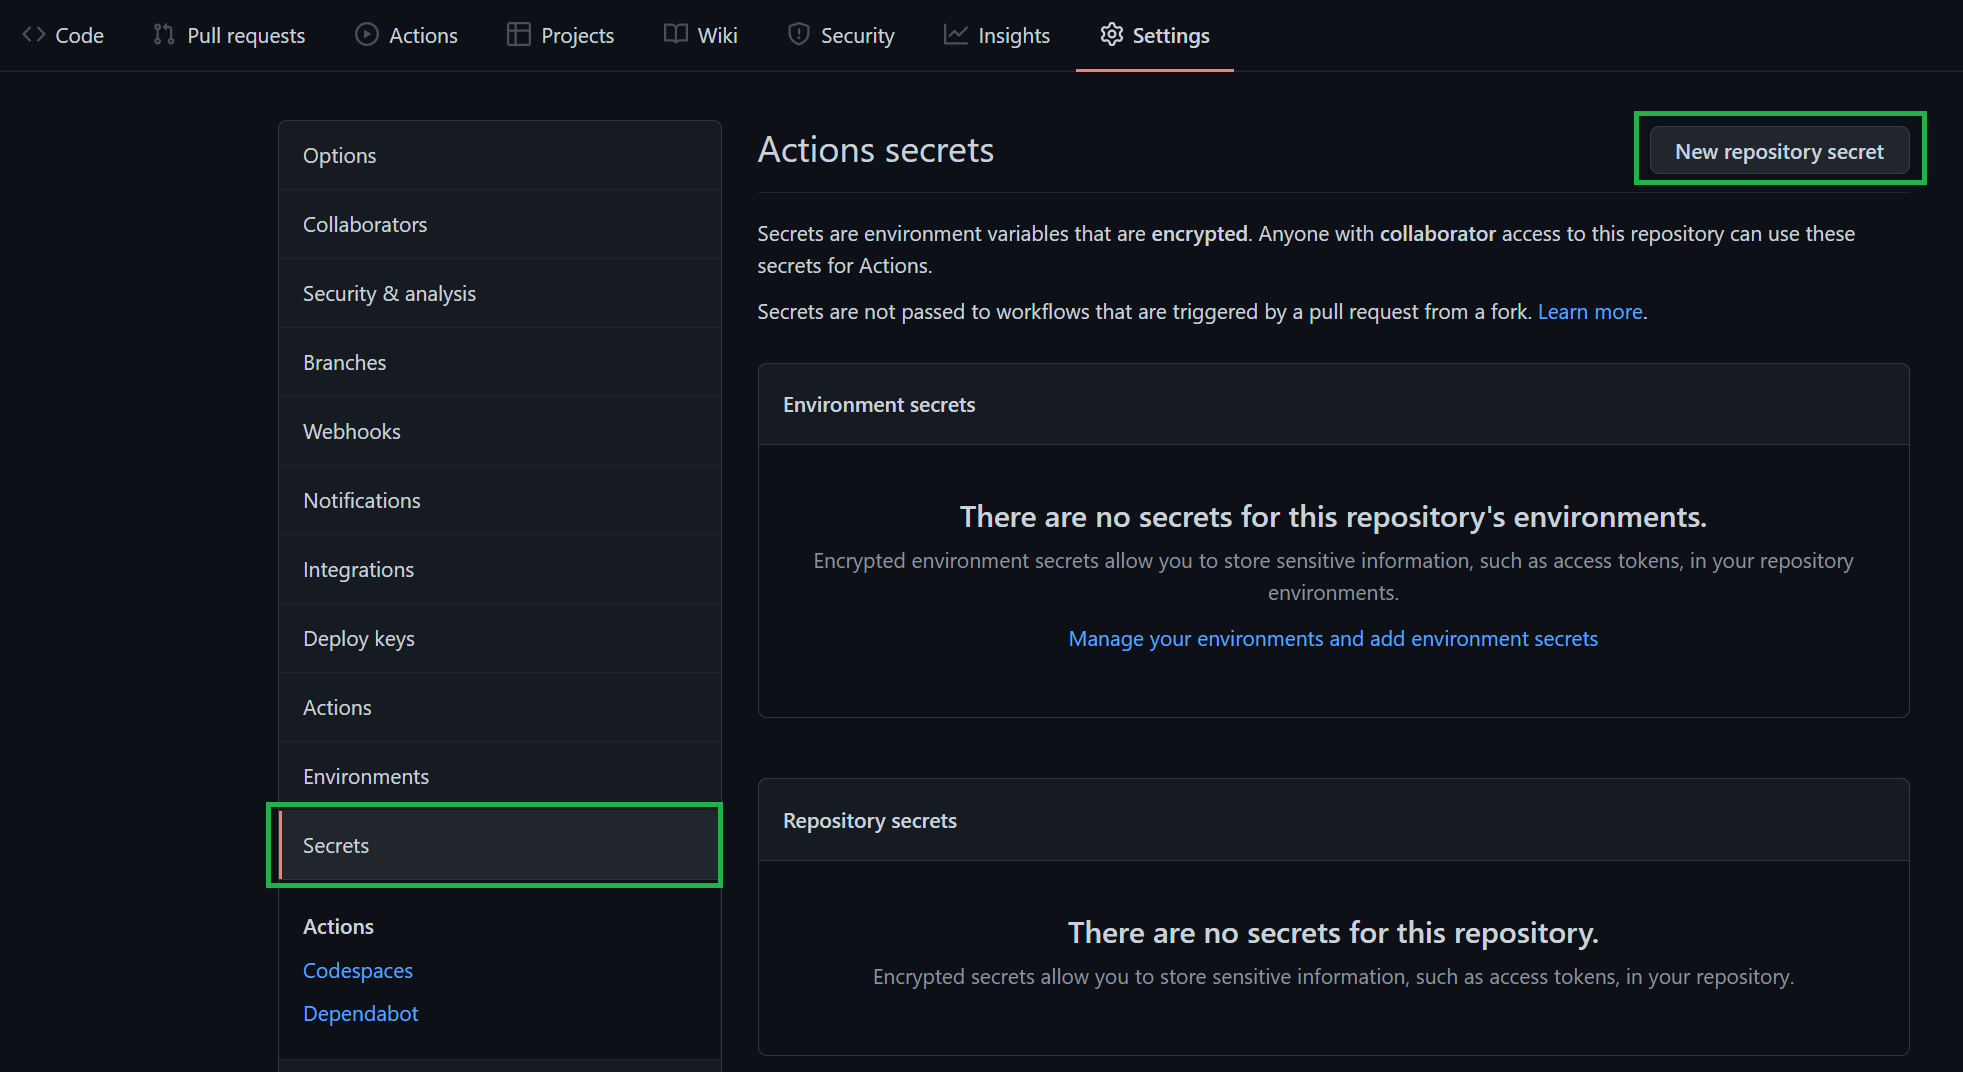 Code
Pull requests
Actions
Projects
Wiki
Security
Insights
Settings
Options
Collaborators
Security & analysis
Branches
Webhooks
Notifications
Integrations
Deploy keys
Actions
Environments
Secrets
Actions
Codespaces
Dependabot
Actions secrets
New repository secret
Secrets are environment variables that are encrypted. Anyone with collaborator access to this repository can use these
secrets for Actions.
Secrets are not passed to workflows that are triggered by a pull request from a fork. Learn more.
Environment secrets
There are no secrets for this repository's environments.
Encrypted environment secrets allow you to store sensitive information, such as access tokens, in your repository
environments.
Manage your environments and add environment secrets
Repository secrets
There are no secrets for this repository.
Encrypted secrets allow you to store sensitive information, such as access tokens, in your repository.